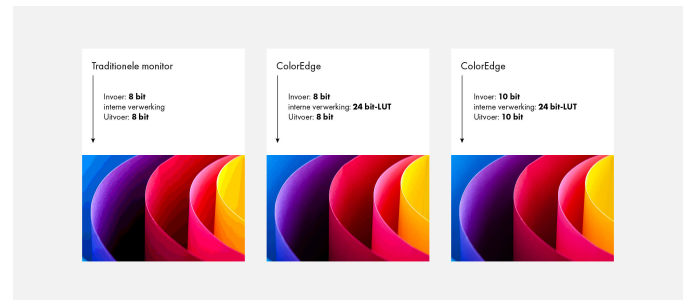 Traditionele monitor
Invoer: 8 bit
interne verwerking
Uitvoer: 8 bit
ColorEdge
Invoer: 8 bit
interne verwerking: 24 bit-LUT
Uitvoer: 8 bit
ColorEdge
Invoer: 10 bit
interne verwerking: 24 bit-LUT
Uitvoer: 10 bit